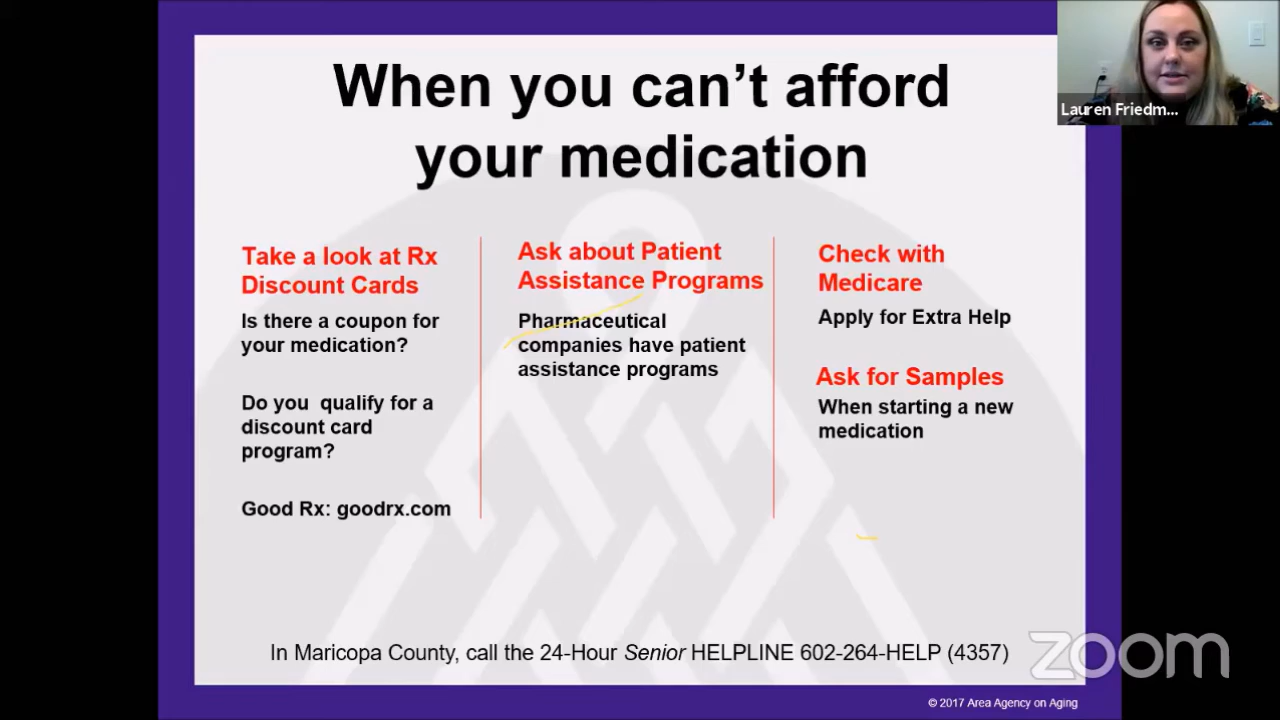 When you can't afford
your medication
Lauren Friedm...
Take a look at Rx
Discount Cards
Is there a coupon for
your medication?
Do you qualify for a
discount card
program?
Good Rx: goodrx.com
Ask about Patient
Assistance Programs
Pharmaceutical
companies have patient
assistance programs
Check with
Medicare
Apply for Extra Help
Ask for Samples
When starting a new
medication
In Maricopa County, call the 24-Hour Senior HELPLINE 602-264-HELP (4357)
zoom
© 2017 Area Agency on Aging